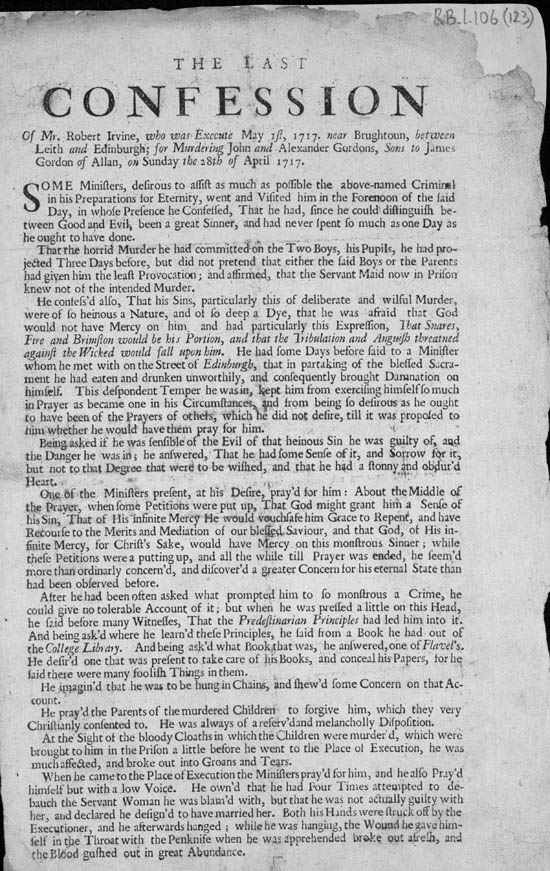 RB.l.106(123)
THE LAST
CONFESSION
Of Mr. Robert Irvine, who was Execute May 1st, 1717. near Brughtoun, between
Leith and Edinburgh; for Murdering John and Alexander Gordons, Sons to James
Gordon of Allan, on Sunday the 28th of April 1717.
SOME Ministers, desirous to assist as much as possible the above-named Criminal
in his Preparations for Eternity, went and Visited him in the Forenoon of the said
Day, in whose Presence he Confessed, That he had, since he could distinguish be-
tween Good and Evil, been a great Sinner, and had never spent so much as one Day as
he ought to have done.
That the horrid Murder he had committed on the Two Boys, his Pupils, he had pro-
jected Three Days before, but did not pretend that either the said Boys or the Parents
had given him the least Provocation; and affirmed, that the Servant Maid now in Prison
knew not of the intended Murder.
He confess'd also, That his Sins, particularly this of deliberate and wilful Murder,
were of so heinous a Nature, and of so deep a Dye, that he was afraid that God
would not have Mercy on him and had particularly this Expression, That Snares,
Fire and Brimston would be his Portion, and that the Tribulation and Anguish threatned
against the Wicked would fall upon him. He had some Days before said to a Minister
whom he met with on the Street of Edinburgh, that in partaking of the blessed Sacra-
ment he had eaten and drunken unworthily, and consequently brought Damnation on
himself. This despondent Temper he was in, kept him from exercising himself so much
in Prayer as became one in his Circumstances, and from being so desirous as he ought
to have been of the Prayers of others, which he did not desire, till it was proposed to
him whether he would have them pray for him.
Being asked if he was sensible of the Evil of that heinous Sin he was guilty of, and
the Danger he was in; he answered, That he had some Sense of it, and Sorrow for it,
but not to that Degree that were to be wished, and that he had a stonny and obdur'd
Heart.
One of the Ministers present, at his Desire, pray'd for him: About the Middle of
the Prayer, when some Petitions were put up, That God might grant him a Sense of
his Sin, That of His infinite Mercy He would vouchsafe him Grace to Repent, and have
Recourse to the Merits and Mediation of our blessed Saviour, and that God, of His in-
finite Mercy, for Christ's Sake, would have Mercy on this monstrous Sinner; while
these Petitions were a putting up, and all the while till Prayer was ended, he seem'd
more than ordinarly concern'd, and discover'd a greater Concern for his eternal State than
had been observed before.
After he had been often asked what prompted him to so monstrous a Crime, he
could give no tolerable Account of it; but when he was pressed a little on this Head,
he said before many Witnesses, That the Predestinarian Principles had led him into it.
And being ask'd where he learn'd these Principles, he said from a Book he had out of
the College Library. And being ask'd what Book that was, he answered, one of Flavel's.
He desir'd one that was present to take care of his Books, and conceal his Papers, for he
said there were many foolish Things in them.
He imagin'd that he was to be hung in Chains, and shew'd some Concern on that Ac-
count.
He pray'd the Parents of the murdered Children to forgive him, which they very
Christianly consented to. He was always of a reserv'd and melancholly Disposition.
At the Sight of the bloody Cloaths in which the Children were murder'd, which were
brought to him in the Prison a little before he went to the Place of Execution, he was
much affected, and broke out into Groans and Tears.
When he came to the Place of Execution the Ministers pray'd for him, and he also Pray'd
himself but with a low Voice. He own'd that he had Four Times attempted to de-
bauch the Servant Woman he was blam'd with, but that he was not actually guilty with
her, and declared he design'd to have married her. Both his Hands were struck off by the
Executioner, and he afterwards hanged; while he was hanging, the Wound he gave him-
self in the Throat with the Penknife when he was apprehended broke out afresh, and
the Blood gushed out in great Abundance.